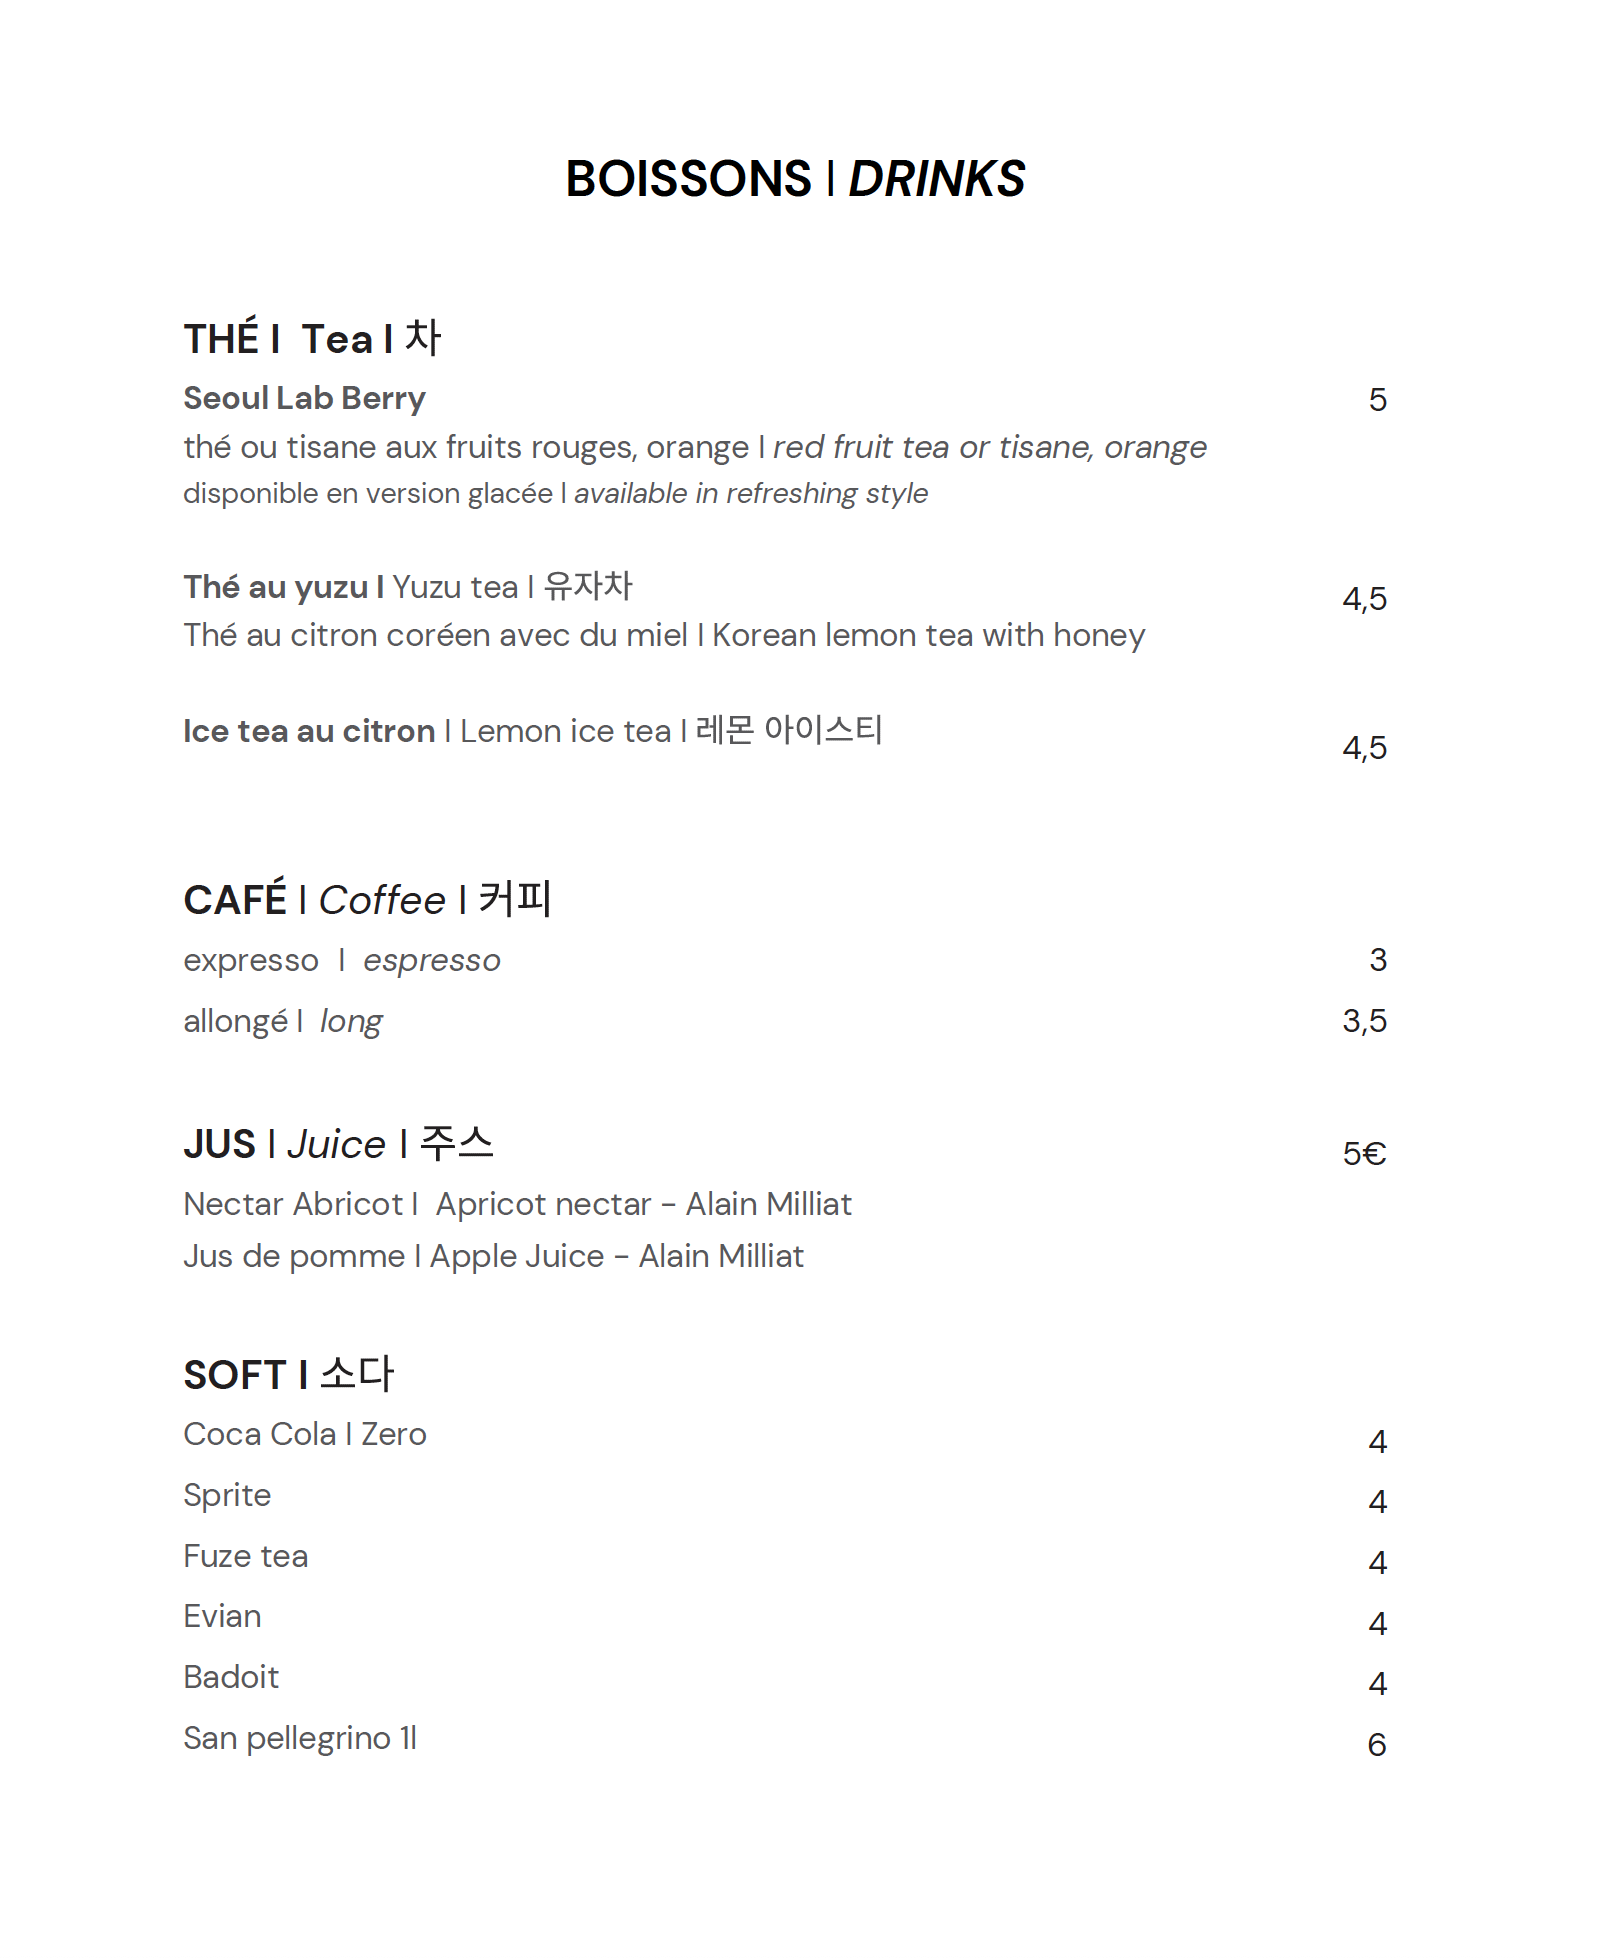 BOISSONS I DRINKS
THÉ I Tea I 차
Seoul Lab Berry 5
thé ou tisane aux fruits rouges, orange I red fruit tea or tisane, orange
disponible en version glacée I available in refreshing style
Thé au yuzu I Yuzu tea I 유자차 4,5
Thé au citron coréen avec du miel I Korean lemon tea with honey
Ice tea au citron I Lemon ice tea I 레몬 아이스티 4,5
CAFÉ I Coffee I 커피
expresso I espresso 3
allongé I long 3,5
JUS I Juice I 주스 5€
Nectar Abricot I Apricot nectar - Alain Milliat
Jus de pomme I Apple Juice - Alain Milliat
SOFT I 소다
Coca Cola I Zero 4
Sprite 4
Fuze tea 4
Evian 4
Badoit 4
San pellegrino 1l 6